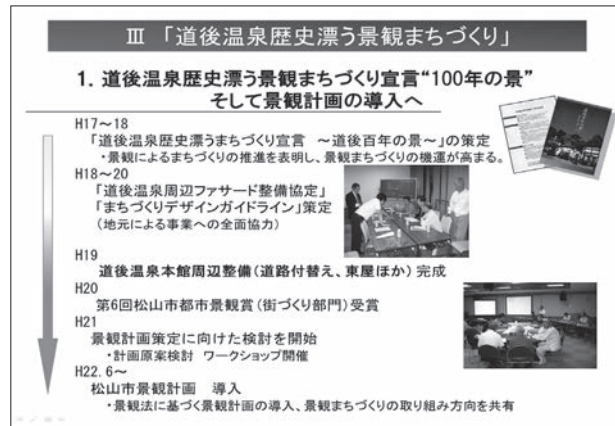 Ⅲ 「道後温泉歴史漂う景観まちづくり」
1. 道後温泉歴史漂う景観まちづくり宣言“100年の景”
そして景観計画の導入へ
H17～18
「道後温泉歴史漂うまちづくり宣言　～道後百年の景～」の策定
・景観によるまちづくりの推進を表明し、景観まちづくりの機運が高まる。
H18～20
「道後温泉周辺ファサード整備協定」
「まちづくりデザインガイドライン」策定
（地元による事業への全面協力）
H19
道後温泉本館周辺整備（道路付替え、東屋ほか）完成
H20
第6回松山市都市景観賞（街づくり部門）受賞
H21
景観計画策定に向けた検討を開始
・計画原案検討　ワークショップ開催
H22.6～
松山市景観計画　導入
・景観法に基づく景観計画の導入、景観まちづくりの取り組み方向を共有